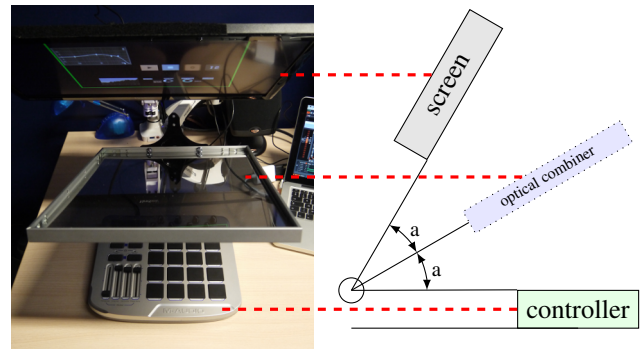 screen
optical combiner
a
a
controller